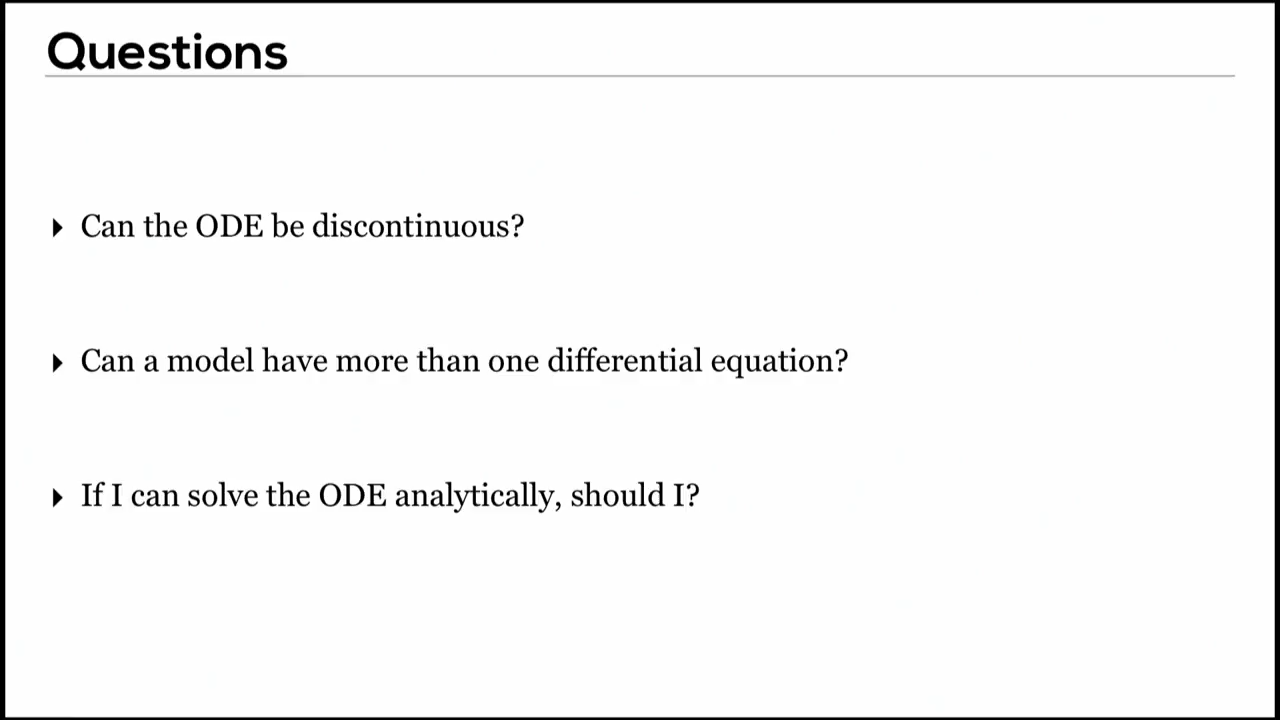 Questions
Can the ODE be discontinuous?
Can a model have more than one differential equation?
If I can solve the ODE analytically, should I?